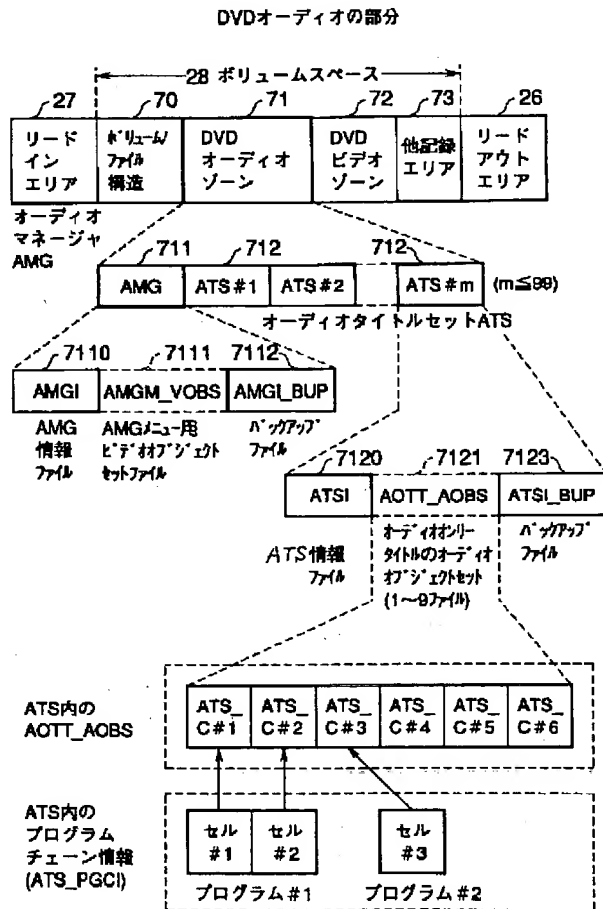 DVDオーディオの部分
28 ボリュームスペース
27
70
71
72
73
26
リード
イン
エリア
ボリューム/
ファイル
構造
DVD
オーディオ
ゾーン
DVD
ビデオ
ゾーン
他記録
エリア
リード
アウト
エリア
オーディオ
マネージャ
AMG
711
712
712
AMG
ATS#1
ATS#2
ATS#m
(m≦99)
オーディオタイトルセットATS
7110
7111
7112
AMGI
AMGM_VOBS
AMGI_BUP
AMG
情報
ファイル
AMGメニュー用
ビデオオブジェクト
セットファイル
バックアップ
ファイル
7120
7121
7123
ATSI
AOTT_AOBS
ATSI_BUP
ATS情報
ファイル
オーディオオンリー
タイトルのオーディオ
オブジェクトセット
(1～9ファイル)
バックアップ
ファイル
ATS内の
AOTT_AOBS
ATS_
C#1
ATS_
C#2
ATS_
C#3
ATS_
C#4
ATS_
C#5
ATS_
C#6
ATS内の
プログラム
チェーン情報
(ATS_PGCI)
セル
#1
セル
#2
セル
#3
プログラム#1
プログラム#2